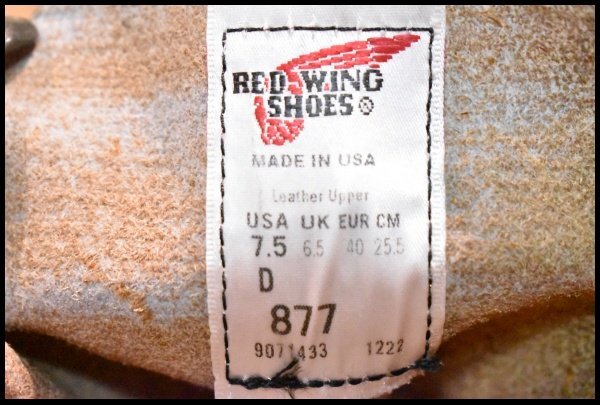 RED WING
SHOES®
MADE IN USA
Leather Upper
USA UK EUR CM
7.5 6.5 40 25.5
D
877
9071433 1222